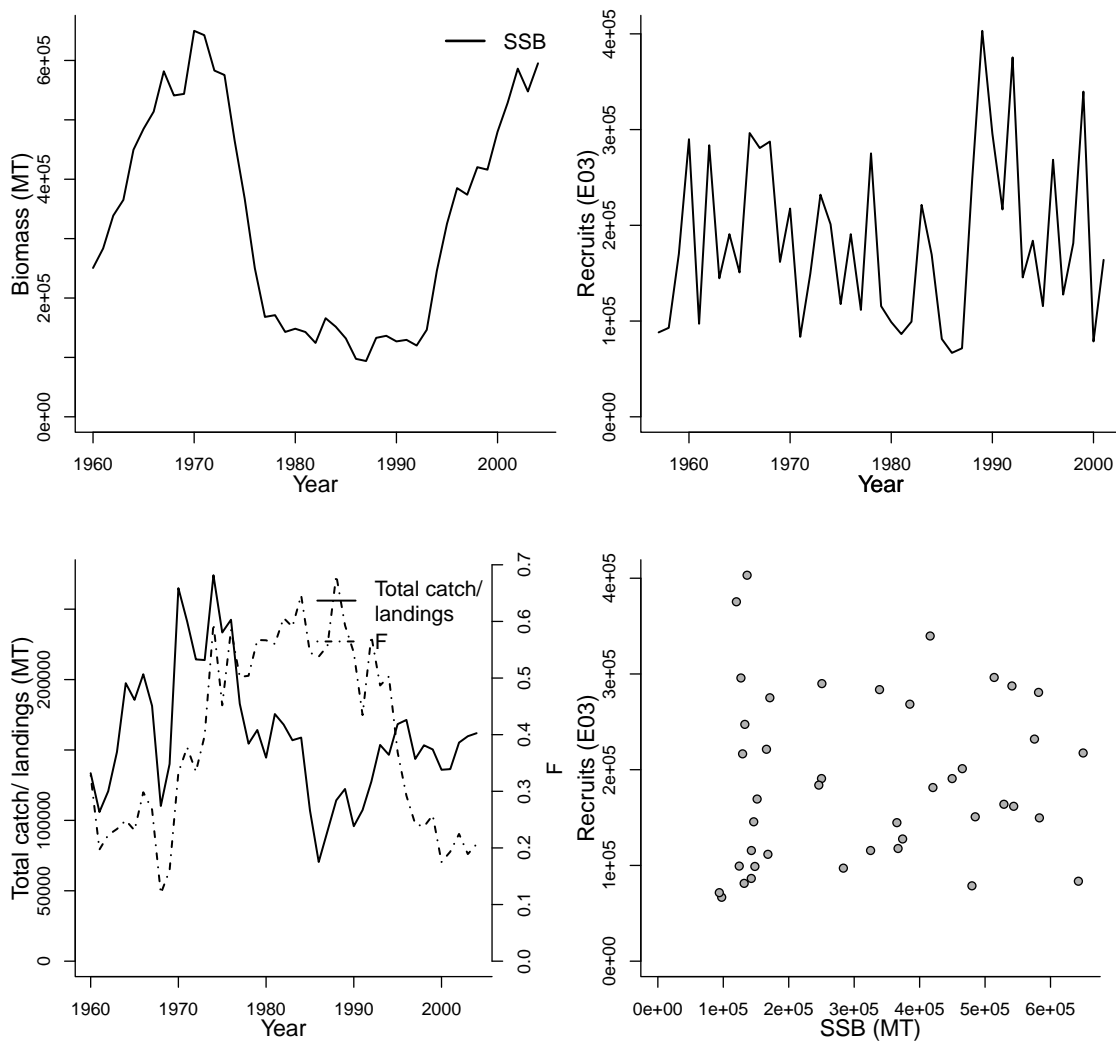 SSB
Biomass (MT)
0e+00 2e+05 4e+05 6e+05
1960 1970 1980 1990 2000
Year
Recruits (E03)
0e+00 1e+05 2e+05 3e+05 4e+05
1960 1970 1980 1990 2000
Year
Total catch/
landings
F
Total catch/ landings (MT)
0 50000 100000 200000
0.0 0.1 0.2 0.3 0.4 0.5 0.6 0.7
F
1960 1970 1980 1990 2000
Year
Recruits (E03)
0e+00 1e+05 2e+05 3e+05 4e+05
0e+00 1e+05 2e+05 3e+05 4e+05 5e+05 6e+05
SSB (MT)